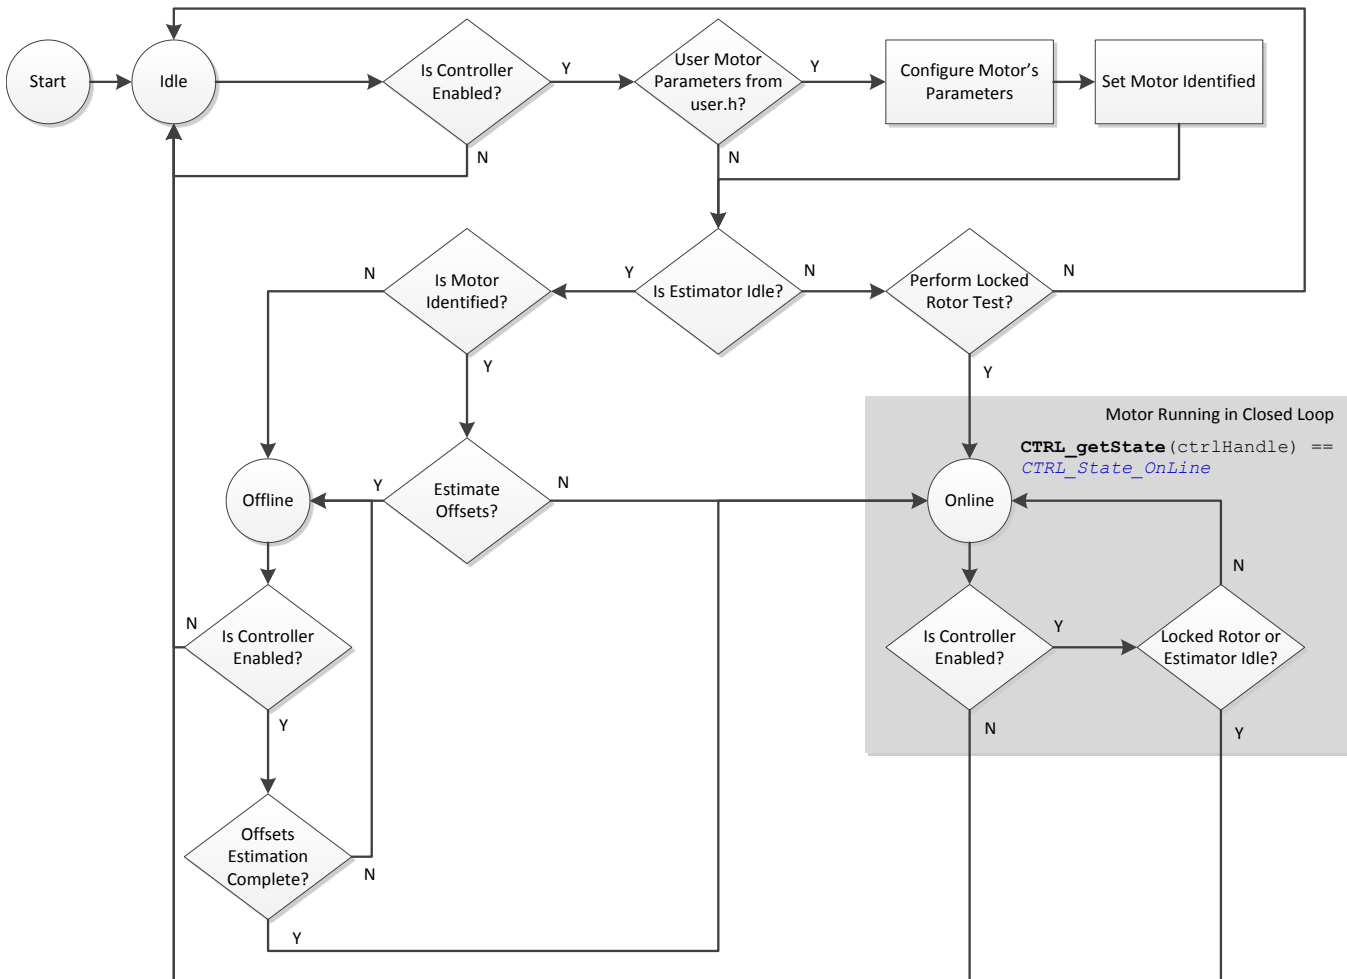 Start
Idle
Is Controller
Enabled?
Y
User Motor
Parameters from
user.h?
Y
Configure Motor's
Parameters
Set Motor Identified
N
N
N
Is Motor
Identified?
Y
Is Estimator Idle?
N
Perform Locked
Rotor Test?
N
Y
Y
Motor Running in Closed Loop
CTRL_getState(ctrlHandle) ==
CTRL_State_OnLine
Offline
Y
Estimate
Offsets?
N
Online
N
N
Is Controller
Enabled?
Is Controller
Enabled?
Y
Locked Rotor or
Estimator Idle?
Y
N
Y
Offsets
Estimation
Complete?
N
Y